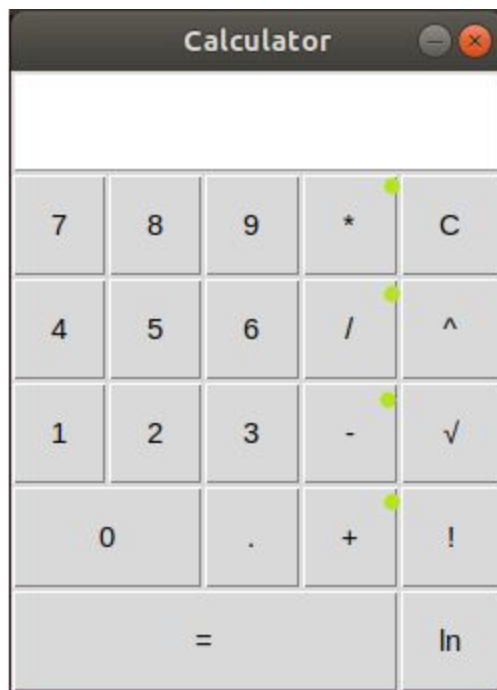 Calculator
7 8 9 * C
4 5 6 / ^
1 2 3 - √
0 . + !
= ln